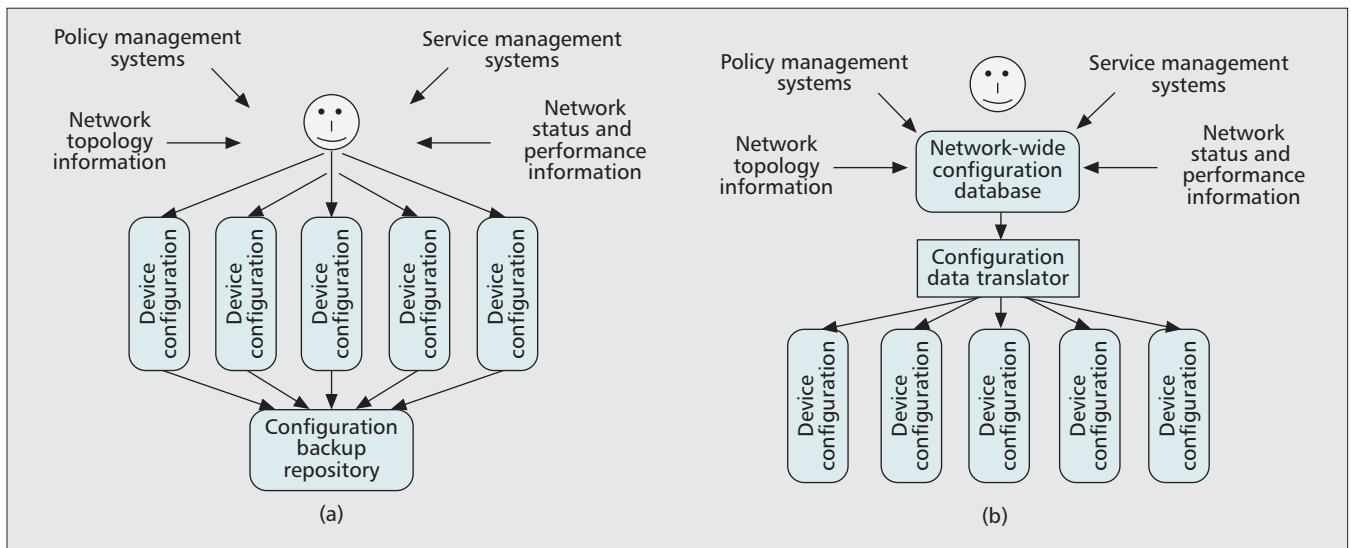 Policy management
systems
Service management
systems
Network
topology
information
Network
status and
performance
information
Device
configuration
Device
configuration
Device
configuration
Device
configuration
Device
configuration
Configuration
backup
repository
(a)
Policy management
systems
Service management
systems
Network
topology
information
Network-wide
configuration
database
Network
status and
performance
information
Configuration
data translator
Device
configuration
Device
configuration
Device
configuration
Device
configuration
Device
configuration
(b)